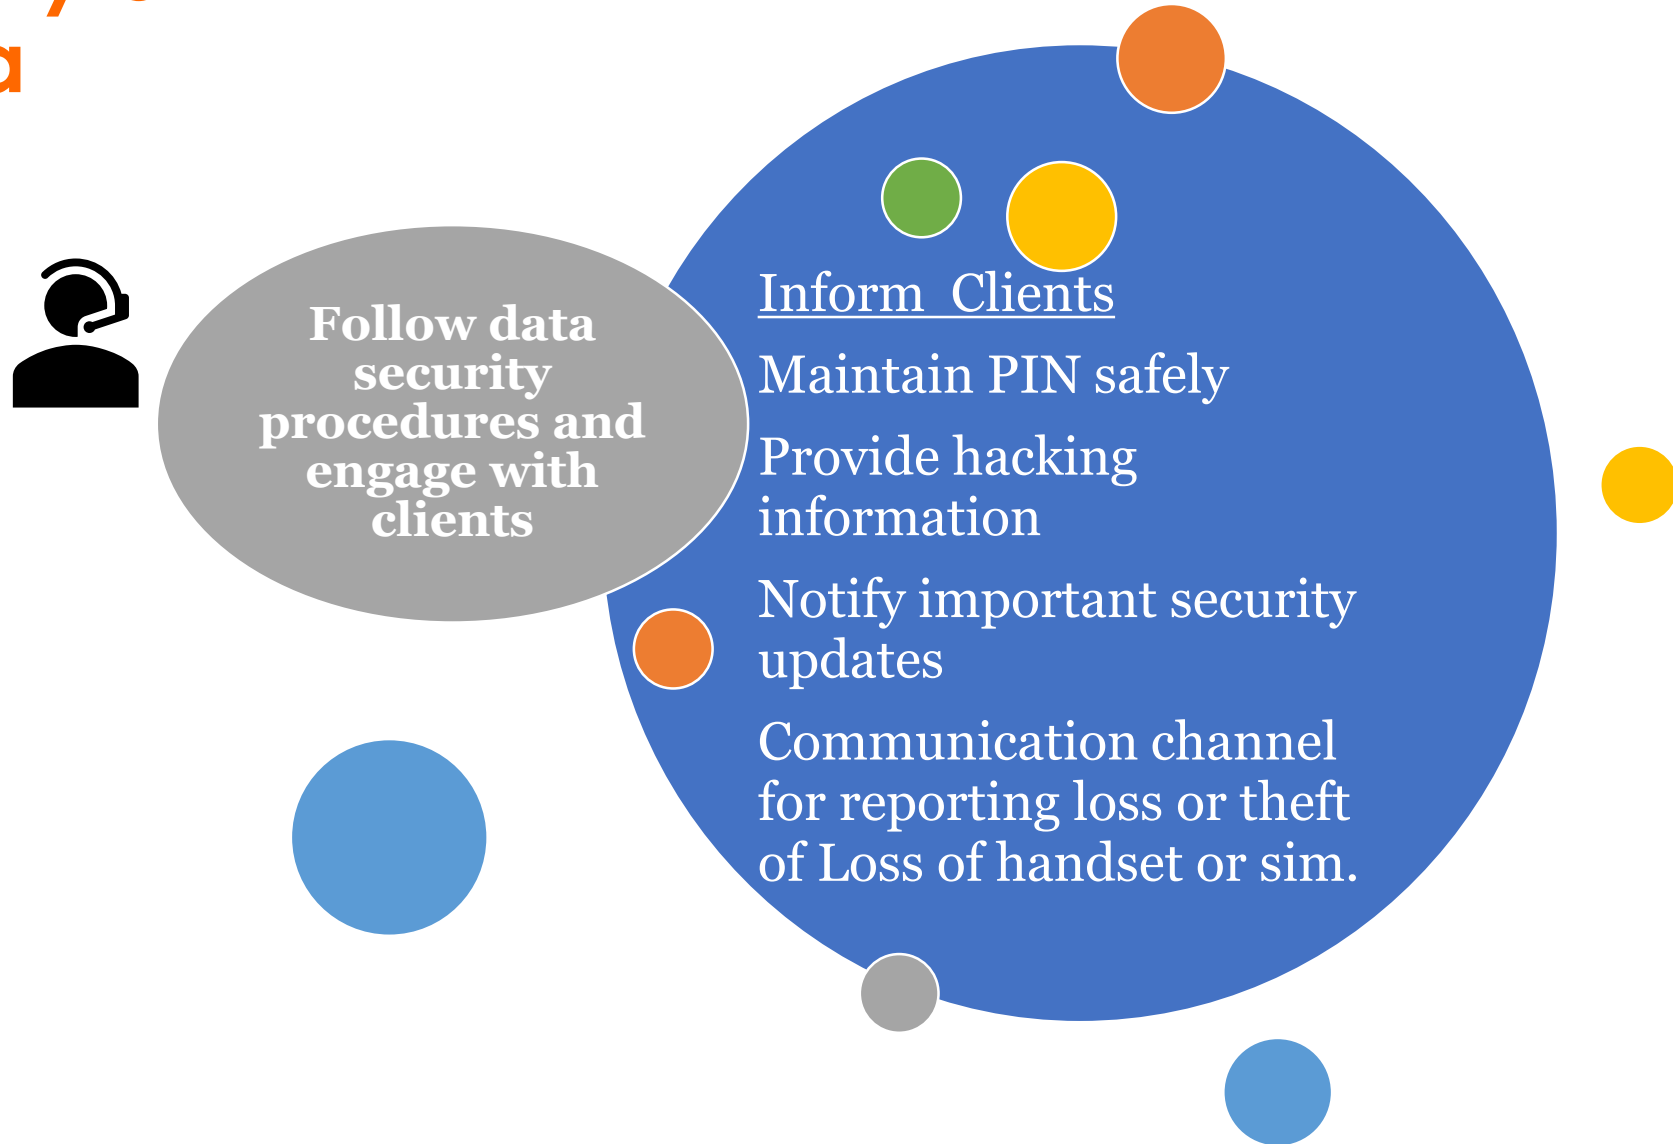 a
Follow data
security
procedures and
engage with
clients
Inform  Clients
Maintain PIN safely
Provide hacking
information
Notify important security
updates
Communication channel
for reporting loss or theft
of Loss of handset or sim.